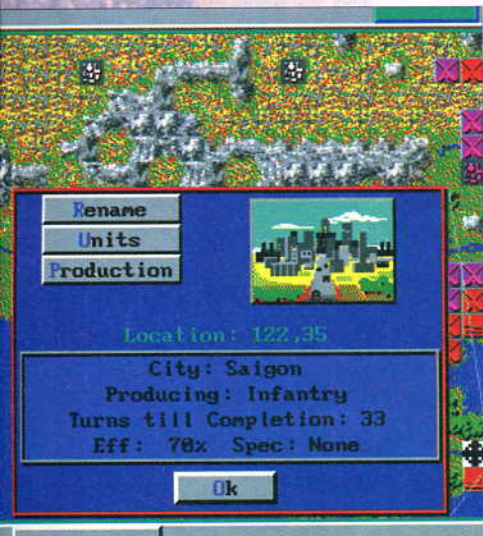 Rename
Units
Production
Location: 122,35
City: Saigon
Producing: Infantry
Turns till Completion: 33
Eff: 70% Spec: None
Ok